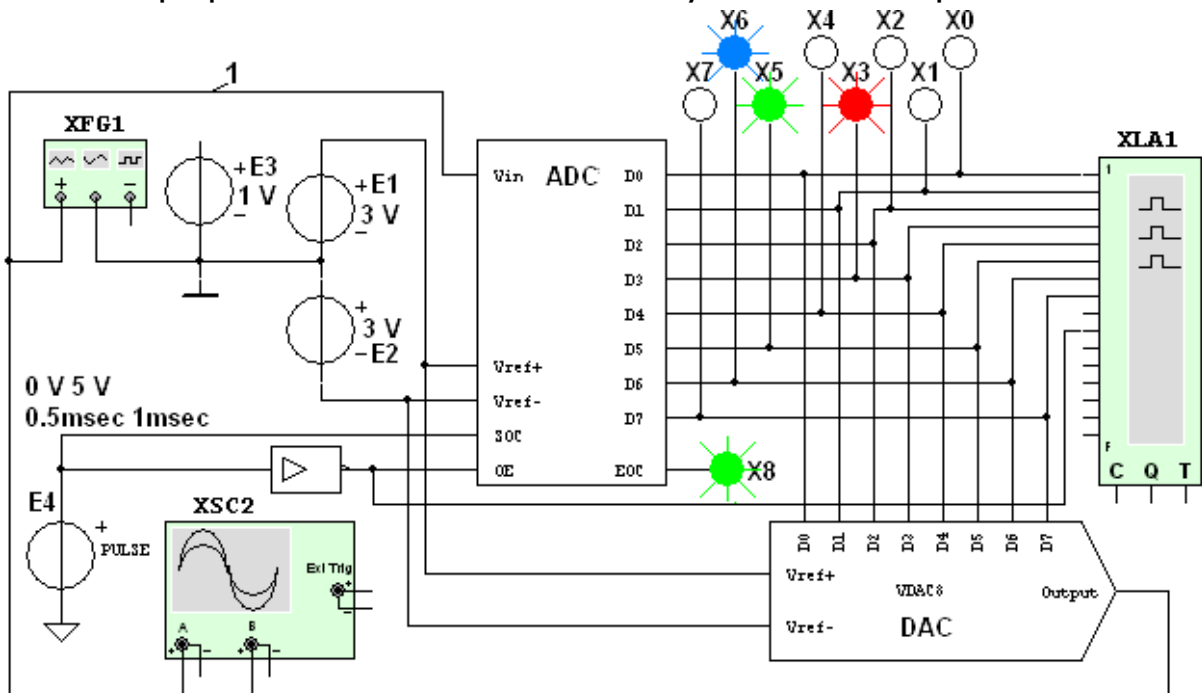 X6 X4 X2 X0
1
X7 X5 X3 X1
XFG1
XLA1
+ E3
1 V
−
+ E1
3 V
−
Vin ADC D0
1
+ −
D1
D2
D3
+
3 V
− E2
D4
D5
Vref+
D6
0 V 5 V
Vref-
D7
0.5msec 1msec
SOC
F
OE EOC X8
C Q T
E4 XSC2
+
PULSE
D0 D1 D2 D3 D4 D5 D6 D7
Ext Trig
+
−
Vref+ VDAC8 Output
A B
Vref- DAC
+ − + −